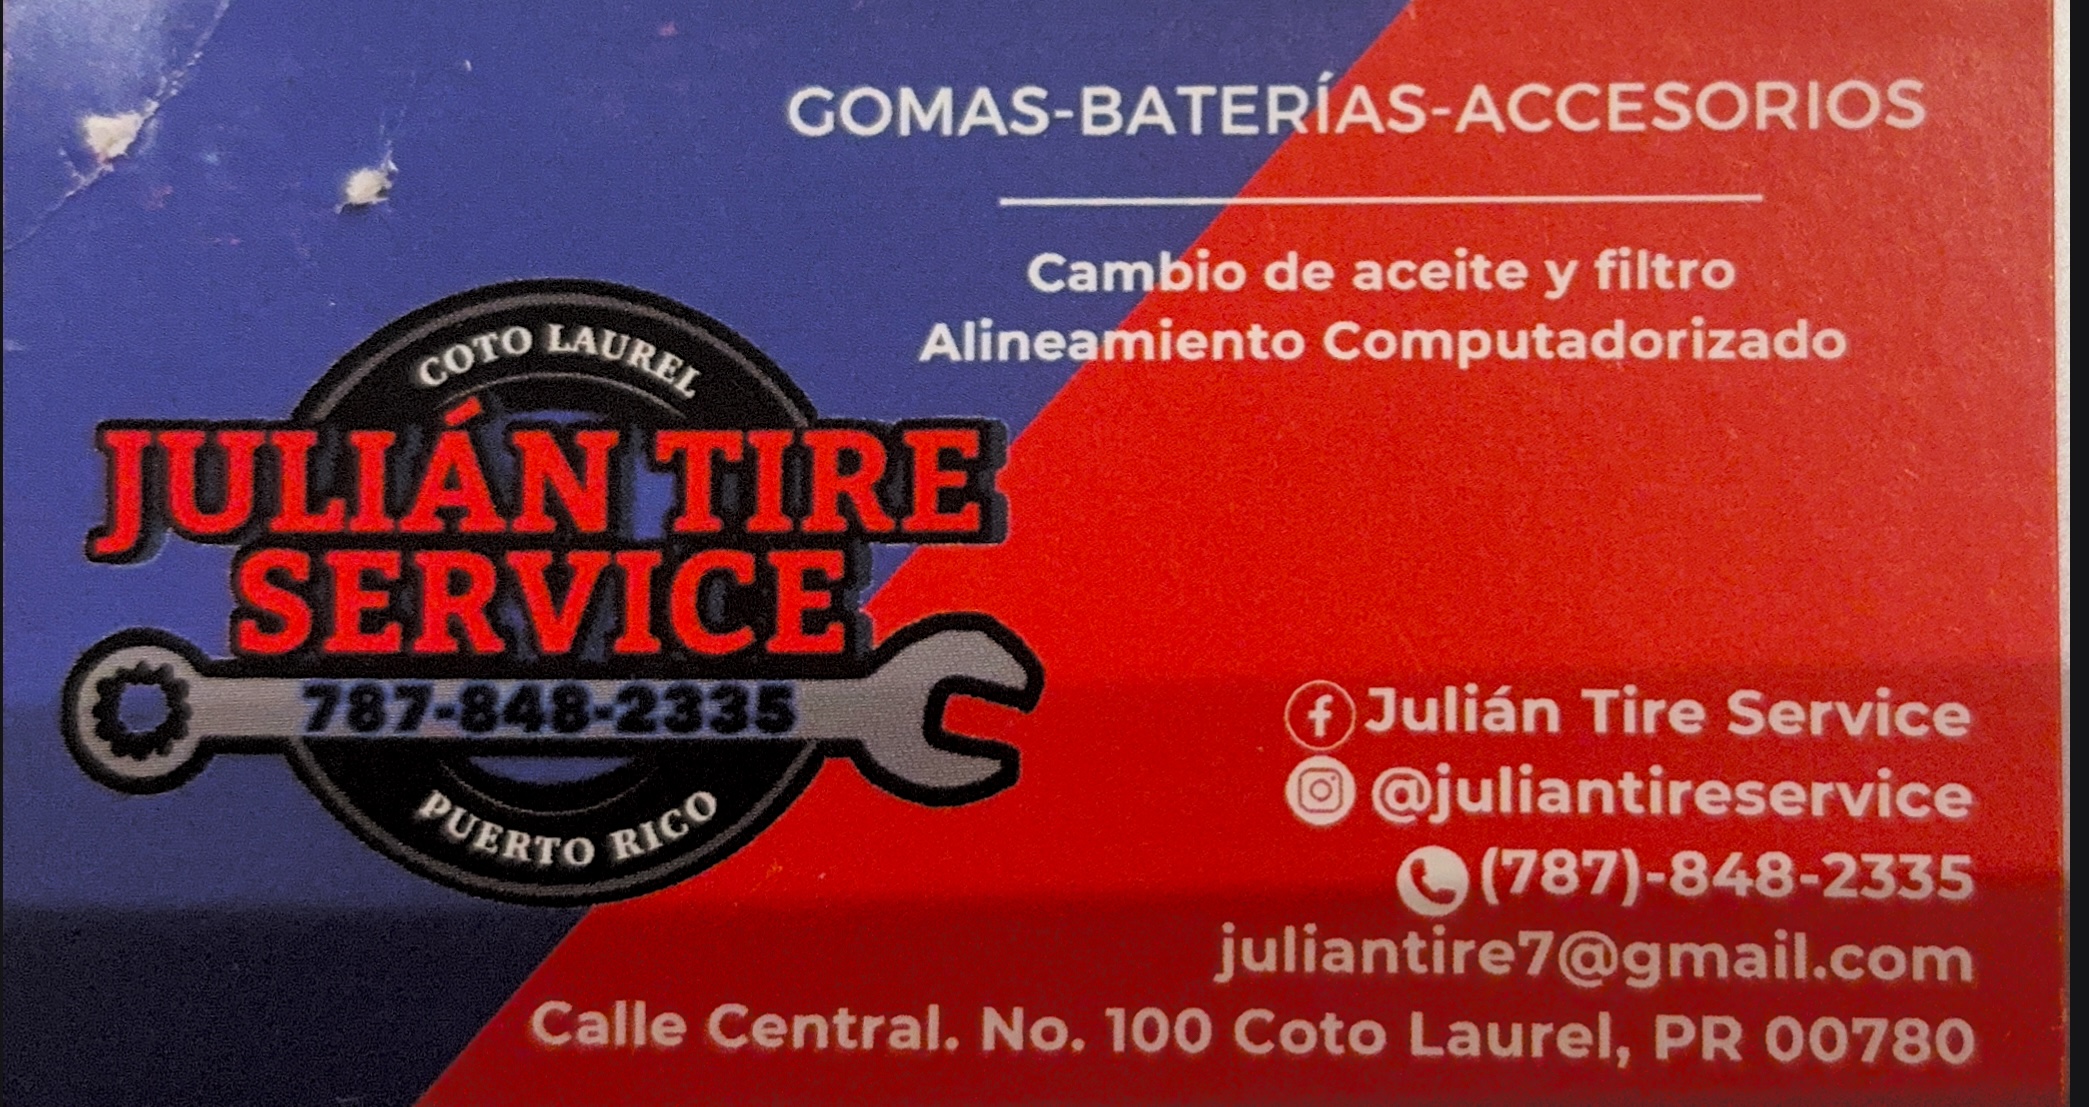 GOMAS-BATERÍAS-ACCESORIOS
Cambio de aceite y filtro
Alineamiento Computadorizado
COTO LAUREL
JULIÁN TIRE
SERVICE
787-848-2335
PUERTO RICO
Julián Tire Service
@juliantireservice
(787)-848-2335
juliantire7@gmail.com
Calle Central. No. 100 Coto Laurel, PR 00780